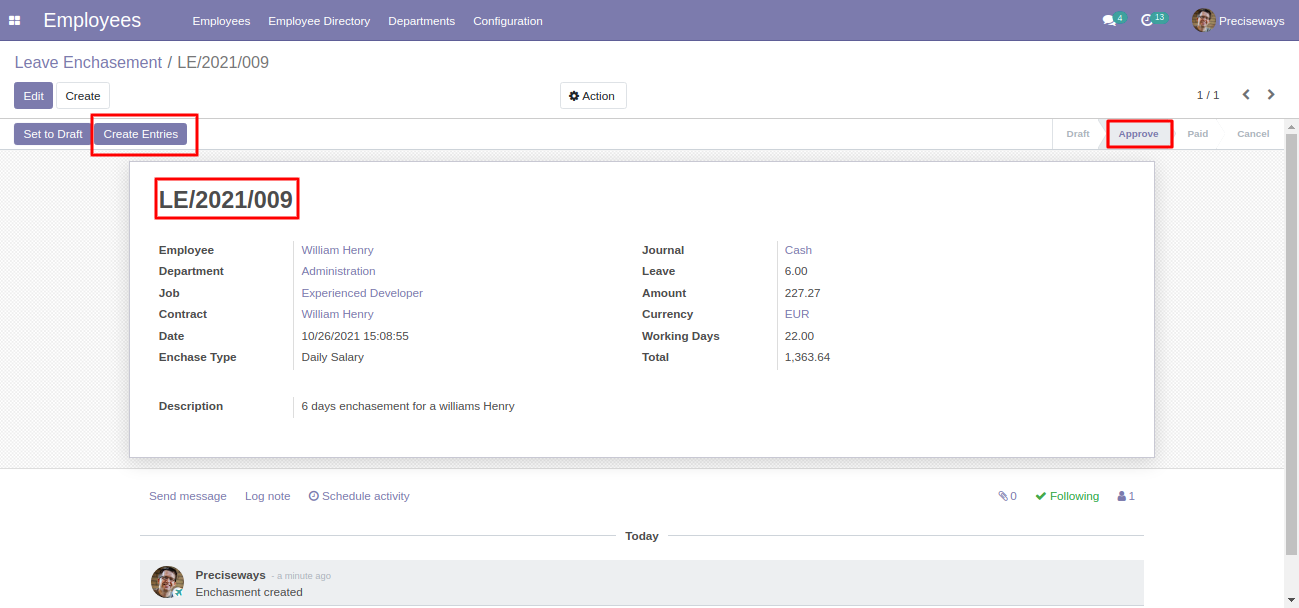 Employees Employees Employee Directory Departments Configuration 4 13 Preciseways
Leave Enchasement / LE/2021/009
Edit Create Action 1 / 1
Set to Draft Create Entries Draft Approve Paid Cancel
LE/2021/009
Employee William Henry Journal Cash
Department Administration Leave 6.00
Job Experienced Developer Amount 227.27
Contract William Henry Currency EUR
Date 10/26/2021 15:08:55 Working Days 22.00
Enchase Type Daily Salary Total 1,363.64
Description 6 days enchasement for a williams Henry
Send message Log note Schedule activity 0 Following 1
Today
Preciseways - a minute ago
Enchasment created